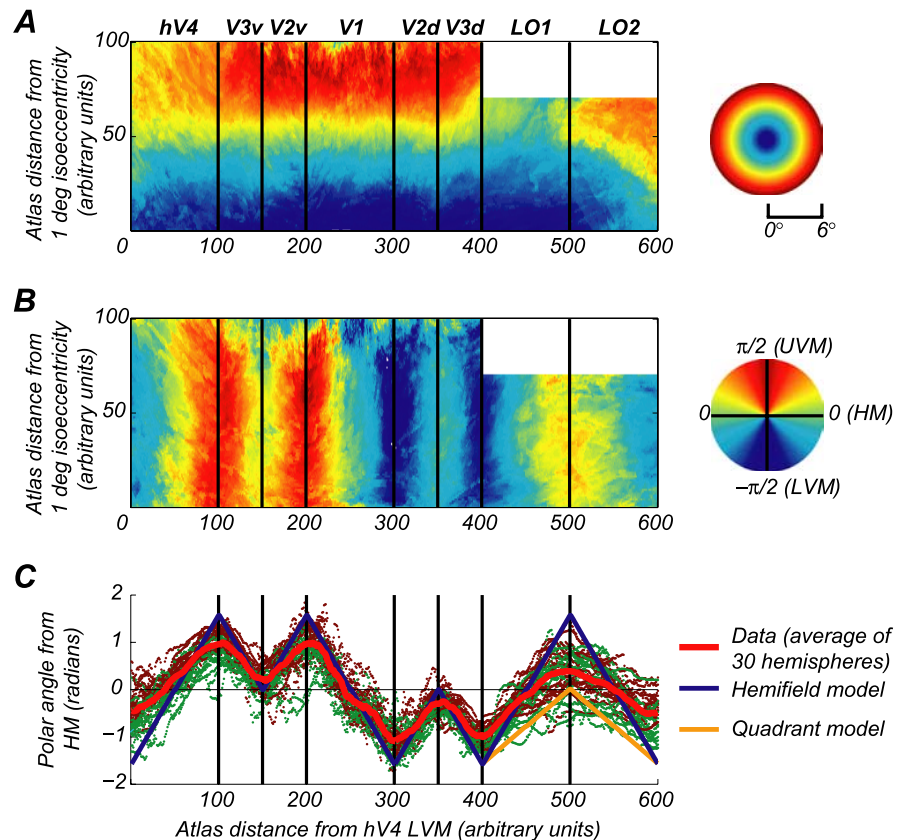 A
hV4 V3v V2v V1 V2d V3d LO1 LO2
Atlas distance from
1 deg isoeccentricity
(arbitrary units)
100
50
0 100 200 300 400 500 600
0° 6°
B
Atlas distance from
1 deg isoeccentricity
(arbitrary units)
100
50
0 100 200 300 400 500 600
π/2 (UVM)
0 0 (HM)
−π/2 (LVM)
C
Polar angle from
HM (radians)
2
1
0
−1
−2
100 200 300 400 500 600
Atlas distance from hV4 LVM (arbitrary units)
Data (average of
30 hemispheres)
Hemifield model
Quadrant model